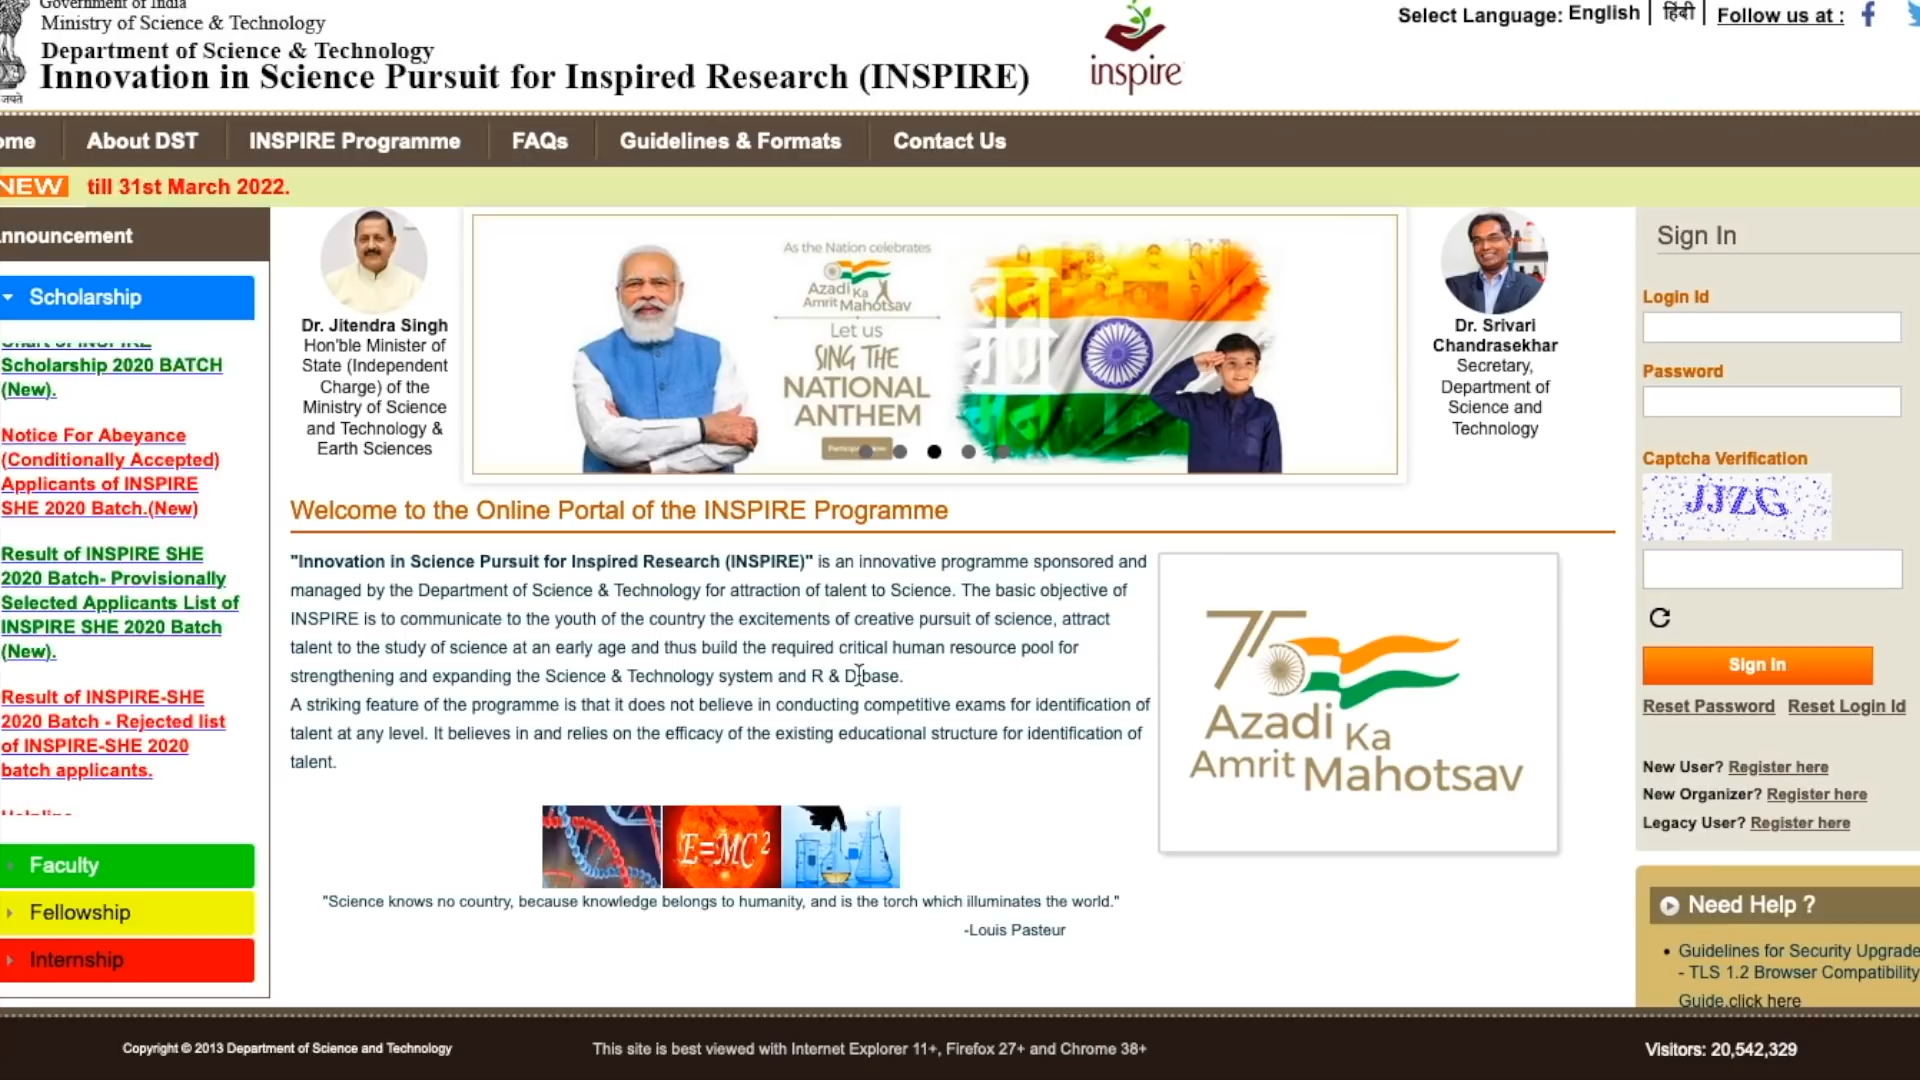 Government of India
Ministry of Science & Technology
Department of Science & Technology
Innovation in Science Pursuit for Inspired Research (INSPIRE)
inspire
Select Language: English | हिंदी | Follow us at :
About DST
INSPIRE Programme
FAQs
Guidelines & Formats
Contact Us
NEW till 31st March 2022.
nnouncement
Scholarship
Scholarship 2020 BATCH
(New).
Notice For Abeyance
(Conditionally Accepted)
Applicants of INSPIRE
SHE 2020 Batch.(New)
Result of INSPIRE SHE
2020 Batch- Provisionally
Selected Applicants List of
INSPIRE SHE 2020 Batch
(New).
Result of INSPIRE-SHE
2020 Batch - Rejected list
of INSPIRE-SHE 2020
batch applicants.
Faculty
Fellowship
Internship
Dr. Jitendra Singh
Hon'ble Minister of
State (Independent
Charge) of the
Ministry of Science
and Technology &
Earth Sciences
As the Nation celebrates
Azadi Ka
Amrit Mahotsav
Let us
SING THE
NATIONAL
ANTHEM
Dr. Srivari
Chandrasekhar
Secretary,
Department of
Science and
Technology
Welcome to the Online Portal of the INSPIRE Programme
"Innovation in Science Pursuit for Inspired Research (INSPIRE)" is an innovative programme sponsored and
managed by the Department of Science & Technology for attraction of talent to Science. The basic objective of
INSPIRE is to communicate to the youth of the country the excitements of creative pursuit of science, attract
talent to the study of science at an early age and thus build the required critical human resource pool for
strengthening and expanding the Science & Technology system and R & D base.
A striking feature of the programme is that it does not believe in conducting competitive exams for identification of
talent at any level. It believes in and relies on the efficacy of the existing educational structure for identification of
talent.
75
Azadi Ka
Amrit Mahotsav
E=MC2
"Science knows no country, because knowledge belongs to humanity, and is the torch which illuminates the world."
-Louis Pasteur
Sign In
Login Id
Password
Captcha Verification
JJZG
Sign In
Reset Password Reset Login Id
New User? Register here
New Organizer? Register here
Legacy User? Register here
Need Help ?
• Guidelines for Security Upgrade
- TLS 1.2 Browser Compatibility
Guide.click here
Copyright © 2013 Department of Science and Technology
This site is best viewed with Internet Explorer 11+, Firefox 27+ and Chrome 38+
Visitors: 20,542,329